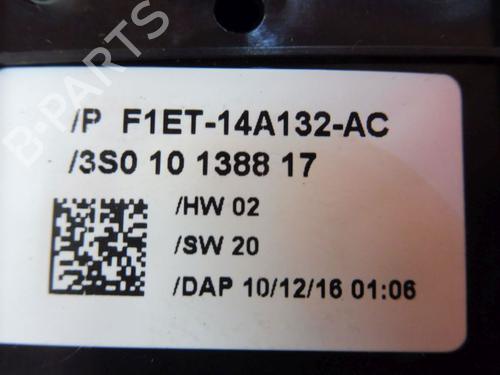 B-PARTS
/P F1ET-14A132-AC
/3S0 10 1388 17
/HW 02
/SW 20
/DAP 10/12/16 01:06